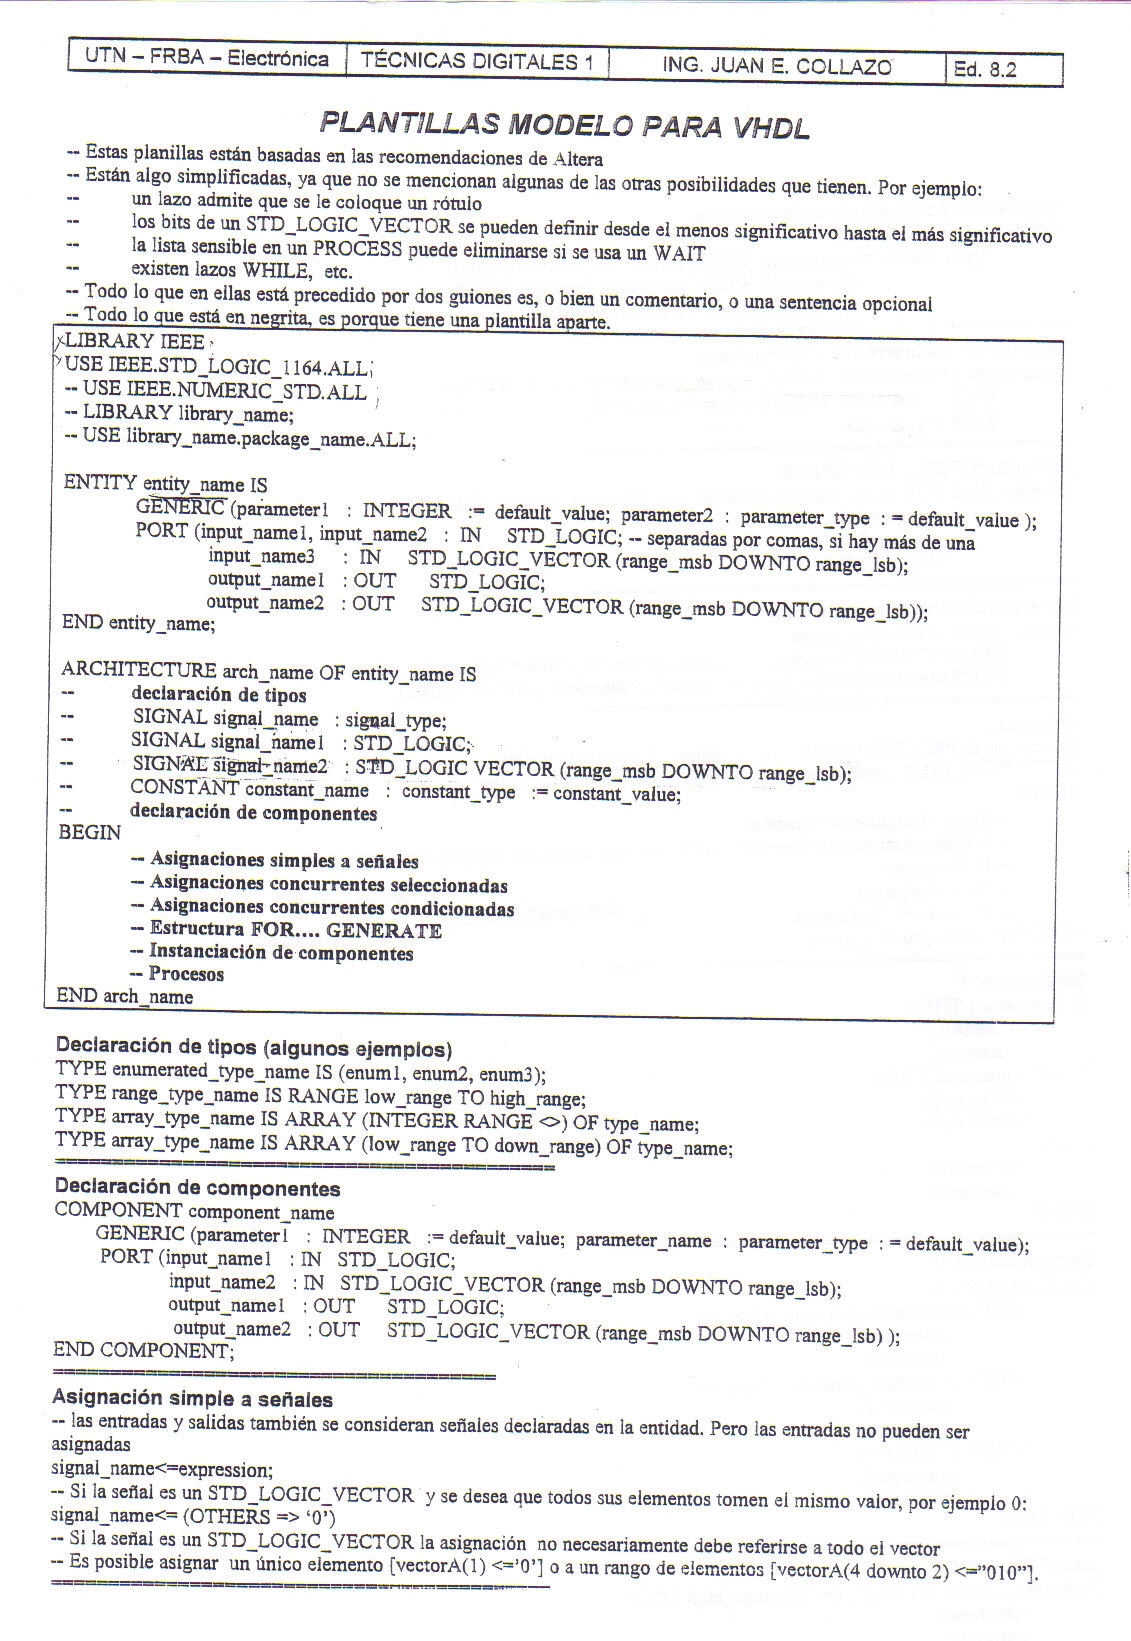 UTN – FRBA – Electrónica TÉCNICAS DIGITALES 1 ING. JUAN E. COLLAZO Ed. 8.2
PLANTILLAS MODELO PARA VHDL
-- Estas planillas están basadas en las recomendaciones de Altera
-- Están algo simplificadas, ya que no se mencionan algunas de las otras posibilidades que tienen. Por ejemplo:
-- un lazo admite que se le coloque un rótulo
-- los bits de un STD_LOGIC_VECTOR se pueden definir desde el menos significativo hasta el más significativo
-- la lista sensible en un PROCESS puede eliminarse si se usa un WAIT
-- existen lazos WHILE, etc.
-- Todo lo que en ellas está precedido por dos guiones es, o bien un comentario, o una sentencia opcional
-- Todo lo que está en negrita, es porque tiene una plantilla aparte.
LIBRARY IEEE ;
USE IEEE.STD_LOGIC_1164.ALL;
-- USE IEEE.NUMERIC_STD.ALL ;
-- LIBRARY library_name;
-- USE library_name.package_name.ALL;
ENTITY entity_name IS
GENERIC (parameter1 : INTEGER := default_value; parameter2 : parameter_type : = default_value );
PORT (input_name1, input_name2 : IN STD_LOGIC; -- separadas por comas, si hay más de una
input_name3 : IN STD_LOGIC_VECTOR (range_msb DOWNTO range_lsb);
output_name1 : OUT STD_LOGIC;
output_name2 : OUT STD_LOGIC_VECTOR (range_msb DOWNTO range_lsb));
END entity_name;
ARCHITECTURE arch_name OF entity_name IS
-- declaración de tipos
-- SIGNAL signal_name : signal_type;
-- SIGNAL signal_name1 : STD_LOGIC;
-- SIGNAL signal_name2 : STD_LOGIC VECTOR (range_msb DOWNTO range_lsb);
-- CONSTANT constant_name : constant_type := constant_value;
-- declaración de componentes
BEGIN
-- Asignaciones simples a señales
-- Asignaciones concurrentes seleccionadas
-- Asignaciones concurrentes condicionadas
-- Estructura FOR.... GENERATE
-- Instanciación de componentes
-- Procesos
END arch_name
Declaración de tipos (algunos ejemplos)
TYPE enumerated_type_name IS (enum1, enum2, enum3);
TYPE range_type_name IS RANGE low_range TO high_range;
TYPE array_type_name IS ARRAY (INTEGER RANGE <>) OF type_name;
TYPE array_type_name IS ARRAY (low_range TO down_range) OF type_name;
Declaración de componentes
COMPONENT component_name
GENERIC (parameter1 : INTEGER := default_value; parameter_name : parameter_type : = default_value);
PORT (input_name1 : IN STD_LOGIC;
input_name2 : IN STD_LOGIC_VECTOR (range_msb DOWNTO range_lsb);
output_name1 : OUT STD_LOGIC;
output_name2 : OUT STD_LOGIC_VECTOR (range_msb DOWNTO range_lsb) );
END COMPONENT;
Asignación simple a señales
-- las entradas y salidas también se consideran señales declaradas en la entidad. Pero las entradas no pueden ser
asignadas
signal_name<=expression;
-- Si la señal es un STD_LOGIC_VECTOR y se desea que todos sus elementos tomen el mismo valor, por ejemplo 0:
signal_name<= (OTHERS => ‘0’)
-- Si la señal es un STD_LOGIC_VECTOR la asignación no necesariamente debe referirse a todo el vector
-- Es posible asignar un único elemento [vectorA(1) <=’0’] o a un rango de elementos [vectorA(4 downto 2) <=”010”].